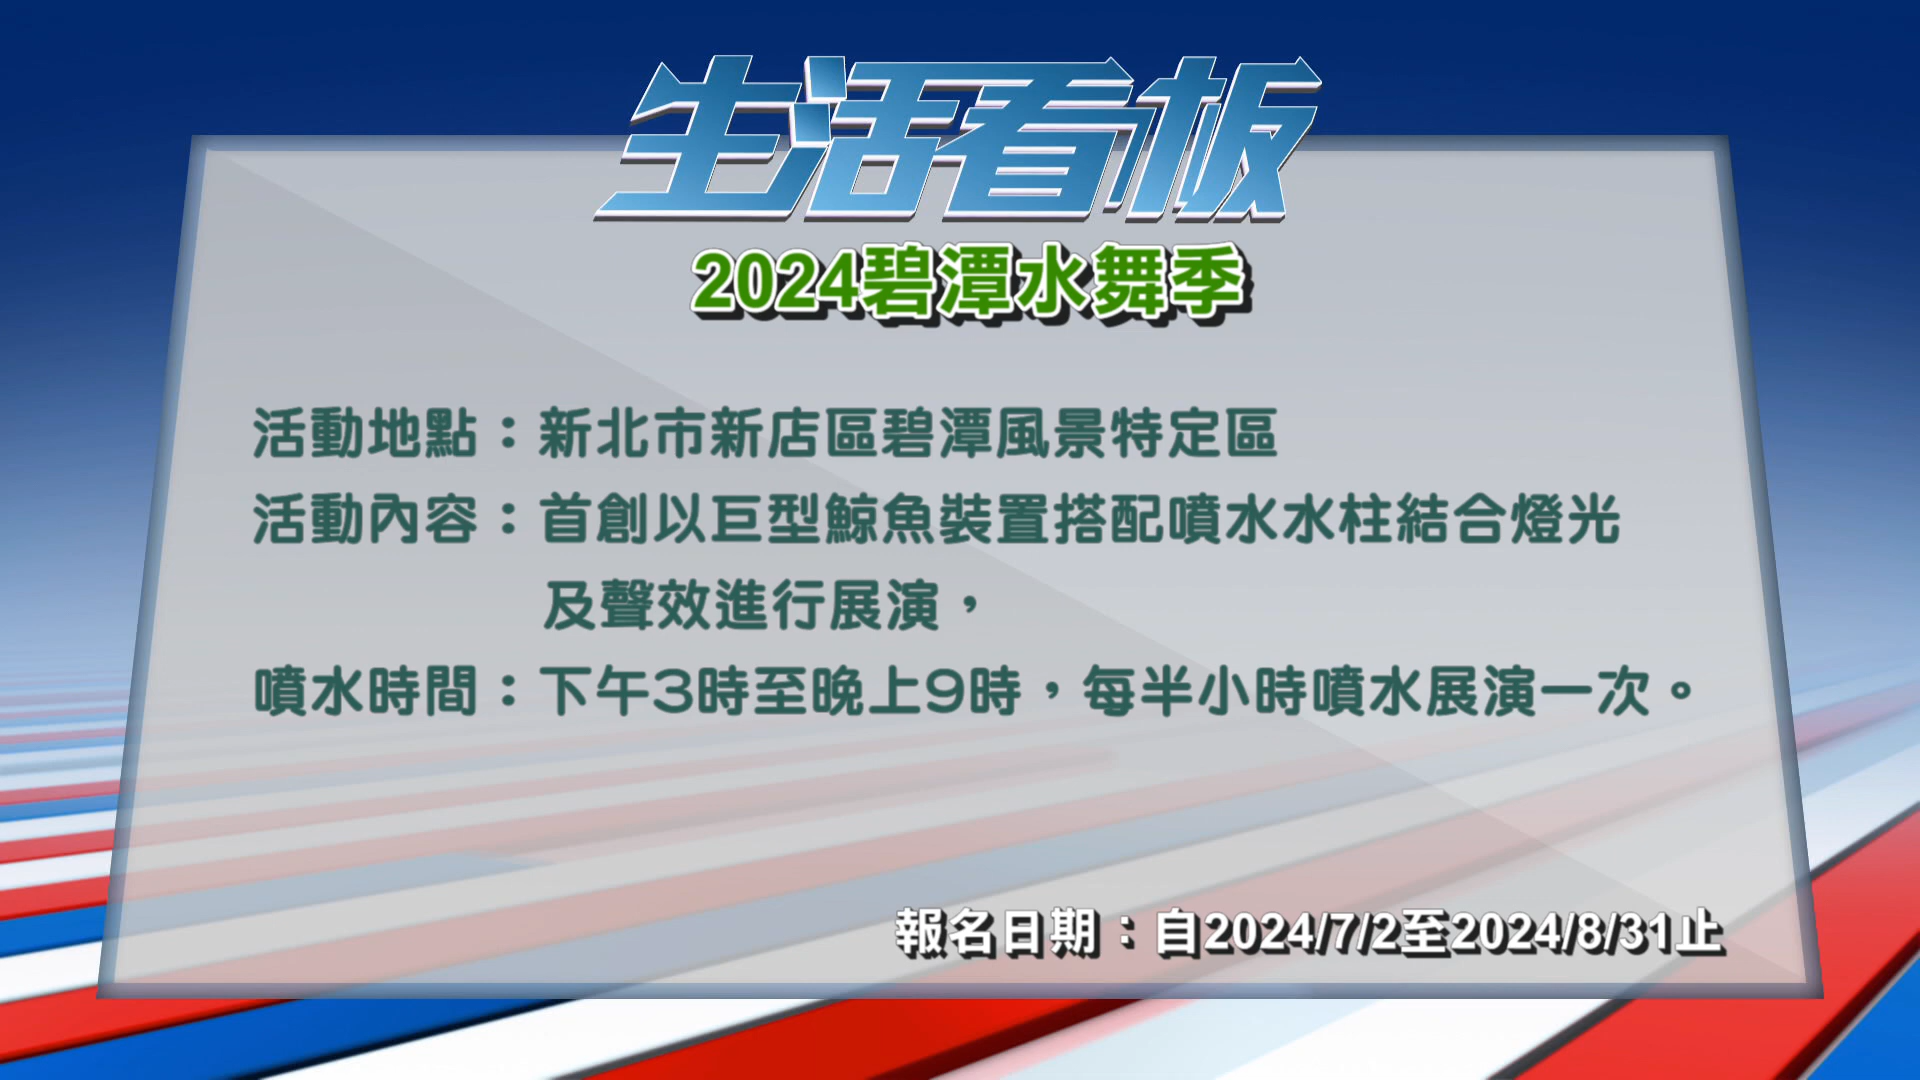 生活看板
2024碧潭水舞季
活動地點：新北市新店區碧潭風景特定區
活動內容：首創以巨型鯨魚裝置搭配噴水水柱結合燈光
及聲效進行展演，
噴水時間：下午3時至晚上9時，每半小時噴水展演一次。
報名日期：自2024/7/2至2024/8/31止